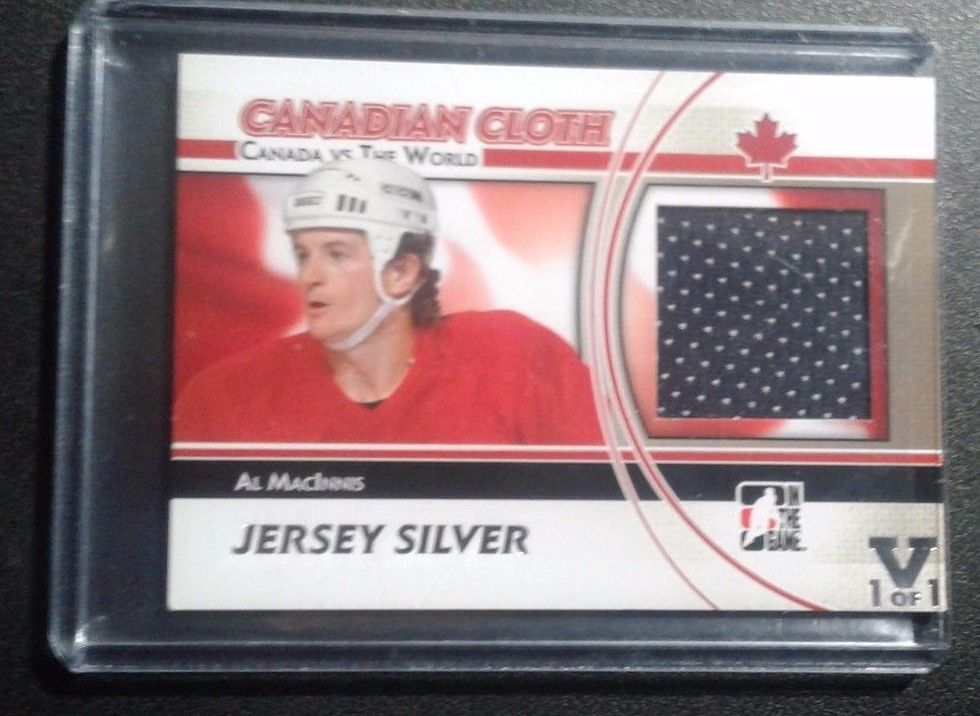 CANADIAN CLOTH
CANADA VS THE WORLD
AL MACINNIS
JERSEY SILVER
IN
THE
GAME.
V
1 OF 1